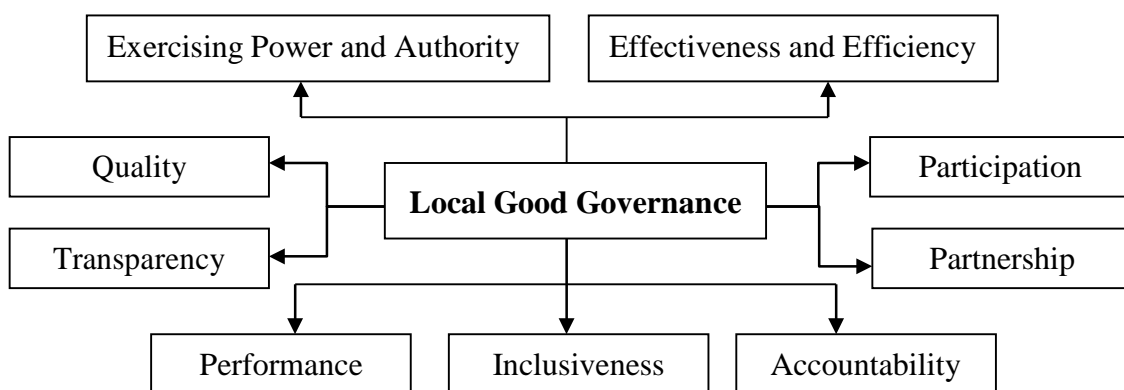 Exercising Power and Authority
Effectiveness and Efficiency
Quality
Participation
Local Good Governance
Transparency
Partnership
Performance
Inclusiveness
Accountability